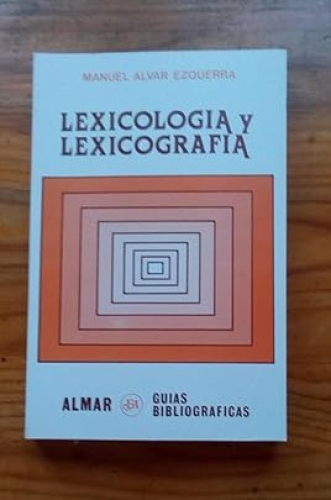 MANUEL ALVAR EZQUERRA
LEXICOLOGIA y
LEXICOGRAFIA
ALMAR
GUIAS
BIBLIOGRAFICAS